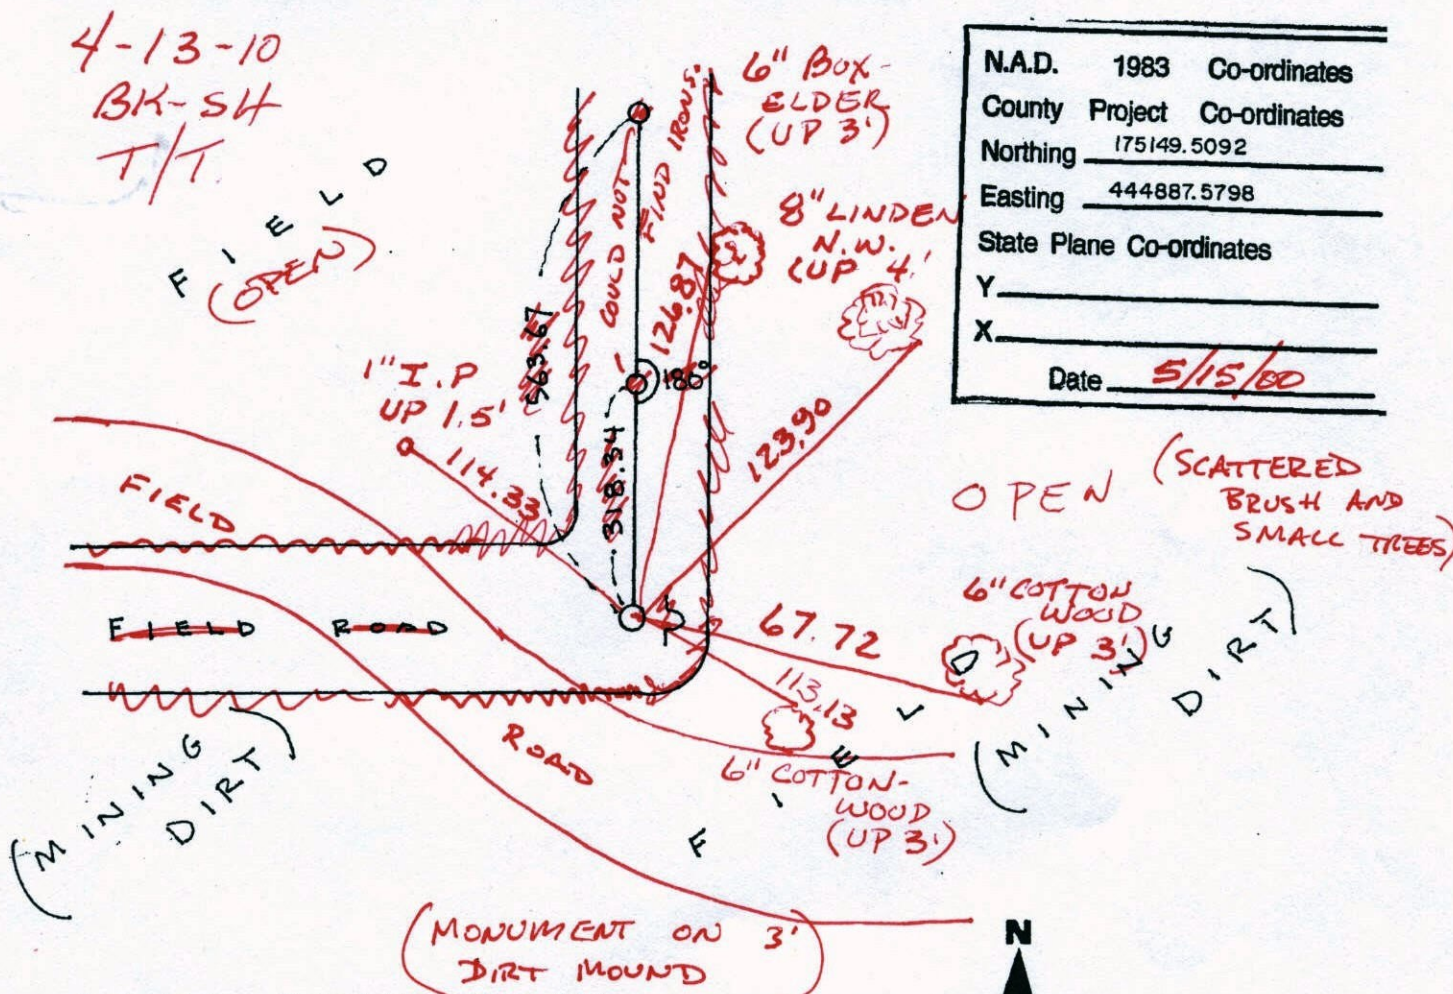 4-13-10
BK-SH
T/T
FIELD
(OPEN)
6" BOX-
ELDER
(UP 3')
8" LINDEN
N.W.
(UP 4'
N.A.D. 1983 Co-ordinates
County Project Co-ordinates
Northing 175149.5092
Easting 444887.5798
State Plane Co-ordinates
Y
X
Date 5/15/00
COULD NOT FIND IRONS.
563.67
126.87
180°
318.34
1" I.P
UP 1.5'
114.33
123.90
OPEN (SCATTERED
BRUSH AND
SMALL TREES)
FIELD
FIELD ROAD
67.72
6" COTTON
WOOD
(UP 3')
113.13
6" COTTON-
WOOD
(UP 3')
ROAD
FIELD
(MINING
DIRT)
(MINING
DIRT)
(MONUMENT ON 3'
DIRT MOUND
N